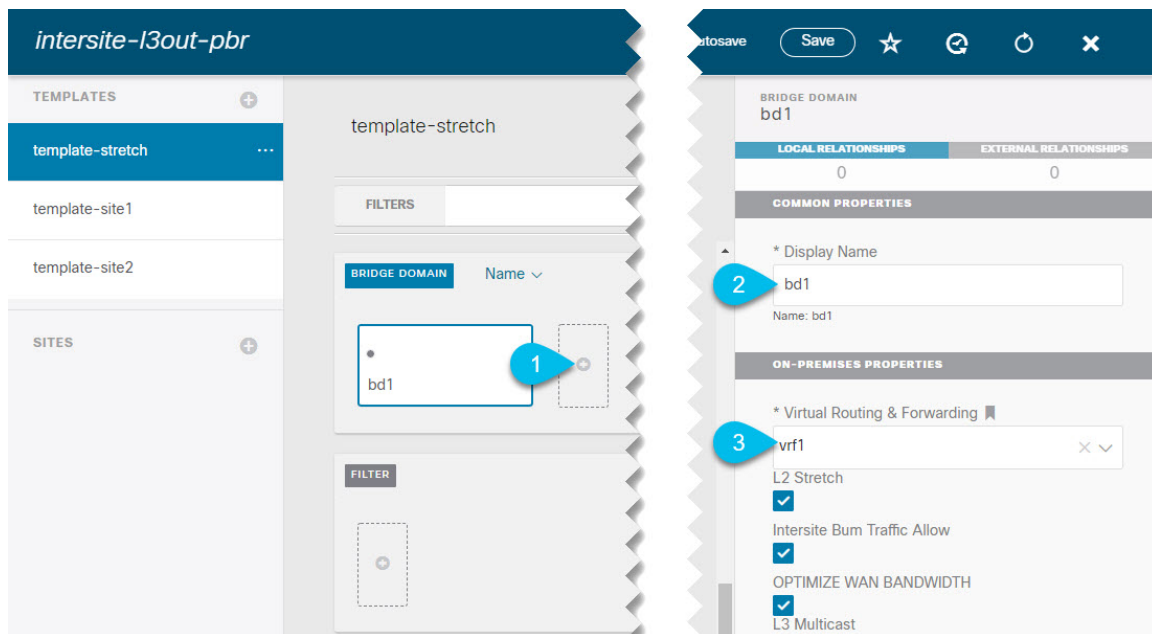 intersite-l3out-pbr
TEMPLATES
template-stretch
template-site1
template-site2
SITES
template-stretch
FILTERS
BRIDGE DOMAIN
Name
bd1
1
FILTER
utosave
Save
BRIDGE DOMAIN
bd1
LOCAL RELATIONSHIPS
EXTERNAL RELATIONSHIPS
0
0
COMMON PROPERTIES
* Display Name
2
bd1
Name: bd1
ON-PREMISES PROPERTIES
* Virtual Routing & Forwarding
3
vrf1
L2 Stretch
Intersite Bum Traffic Allow
OPTIMIZE WAN BANDWIDTH
L3 Multicast